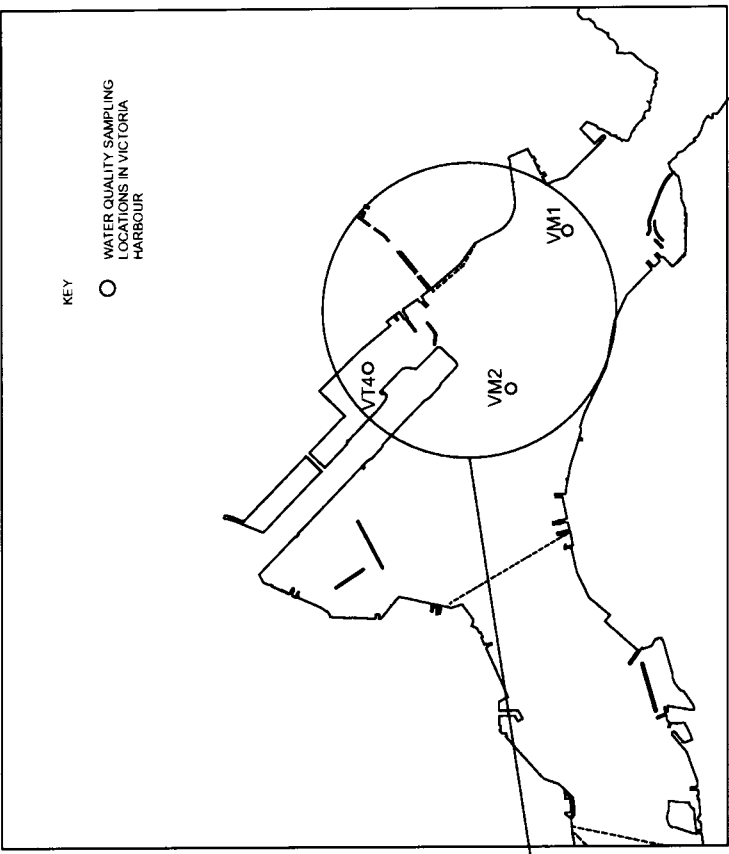 KEY
WATER QUALITY SAMPLING
LOCATIONS IN VICTORIA
HARBOUR
VM1
VT4
VM2